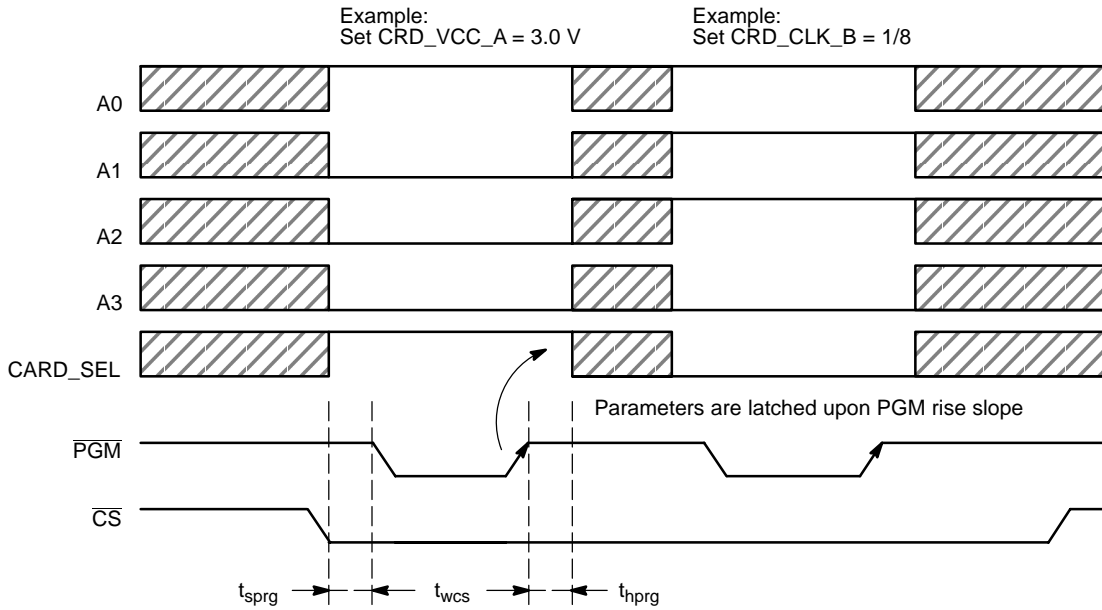 Example:
Set CRD_VCC_A = 3.0 V
Example:
Set CRD_CLK_B = 1/8
A0
A1
A2
A3
CARD_SEL
Parameters are latched upon PGM rise slope
PGM
CS
tsprg
twcs
thprg